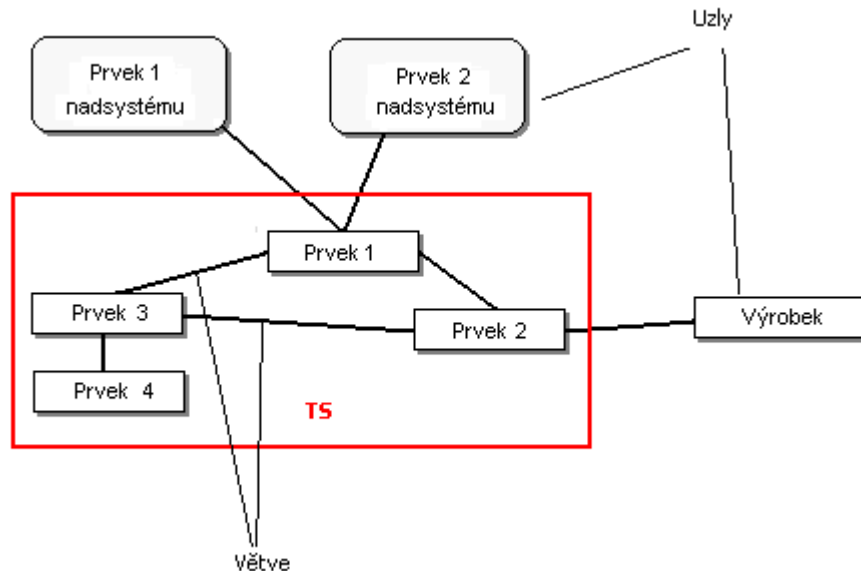 Uzly
Prvek 1
nadsystému
Prvek 2
nadsystému
Prvek 1
Prvek 3
Prvek 2
Výrobek
Prvek 4
TS
Větve